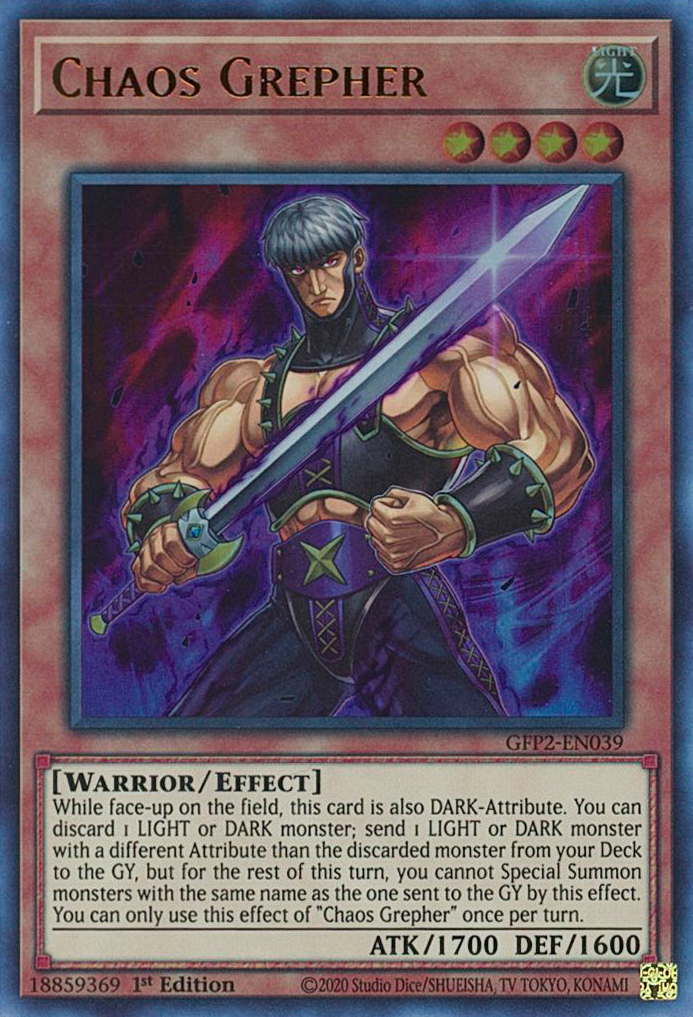 CHAOS GREPHER
LIGHT
光
GFP2-EN039
[WARRIOR/EFFECT]
While face-up on the field, this card is also DARK-Attribute. You can
discard 1 LIGHT or DARK monster; send 1 LIGHT or DARK monster
with a different Attribute than the discarded monster from your Deck
to the GY, but for the rest of this turn, you cannot Special Summon
monsters with the same name as the one sent to the GY by this effect.
You can only use this effect of "Chaos Grepher" once per turn.
ATK/1700 DEF/1600
18859369 1st Edition ©2020 Studio Dice/SHUEISHA, TV TOKYO, KONAMI